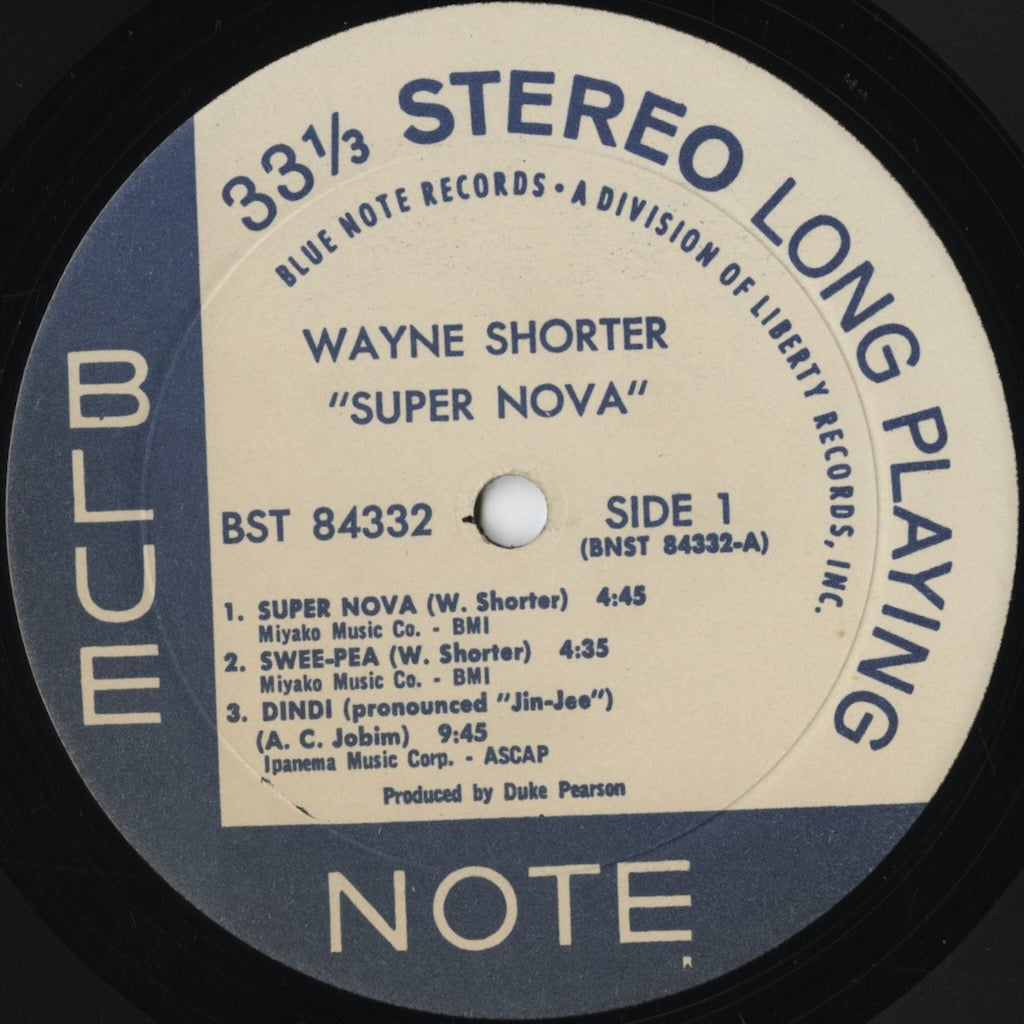 33⅓ STEREO LONG PLAYING
BLUE NOTE RECORDS • A DIVISION OF LIBERTY RECORDS, INC.
WAYNE SHORTER
"SUPER NOVA"
BST 84332
SIDE 1
(BNST 84332-A)
1. SUPER NOVA (W. Shorter) 4:45
Miyako Music Co. - BMI
2. SWEE-PEA (W. Shorter) 4:35
Miyako Music Co. - BMI
3. DINDI (pronounced "Jin-Jee")
(A. C. Jobim) 9:45
Ipanema Music Corp. - ASCAP
Produced by Duke Pearson
BLUE
NOTE
R